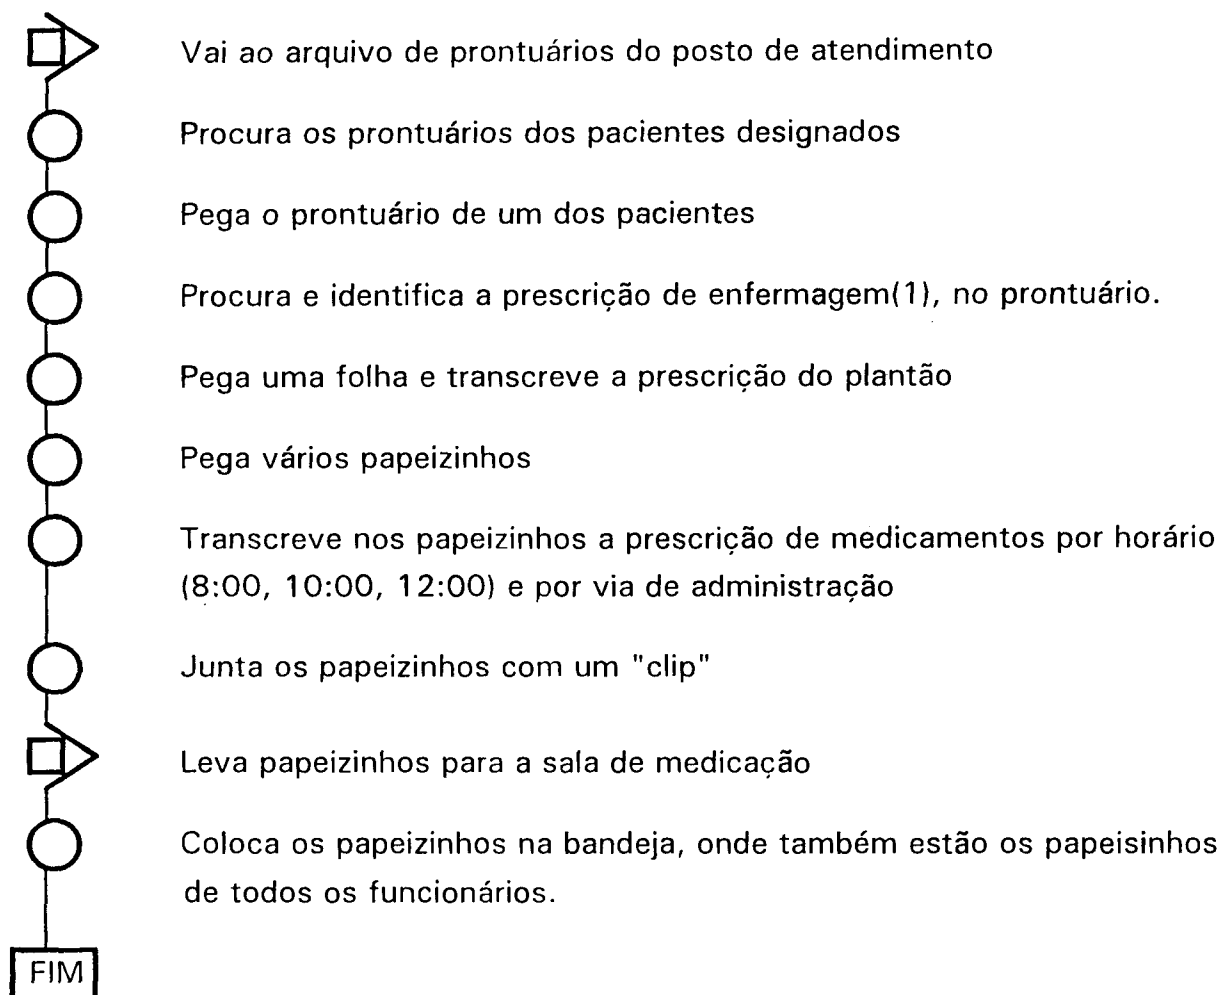 Vai ao arquivo de prontuários do posto de atendimento
Procura os prontuários dos pacientes designados
Pega o prontuário de um dos pacientes
Procura e identifica a prescrição de enfermagem(1), no prontuário.
Pega uma folha e transcreve a prescrição do plantão
Pega vários papeizinhos
Transcreve nos papeizinhos a prescrição de medicamentos por horário
(8:00, 10:00, 12:00) e por via de administração
Junta os papeizinhos com um "clip"
Leva papeizinhos para a sala de medicação
Coloca os papeizinhos na bandeja, onde também estão os papeisinhos
de todos os funcionários.
FIM